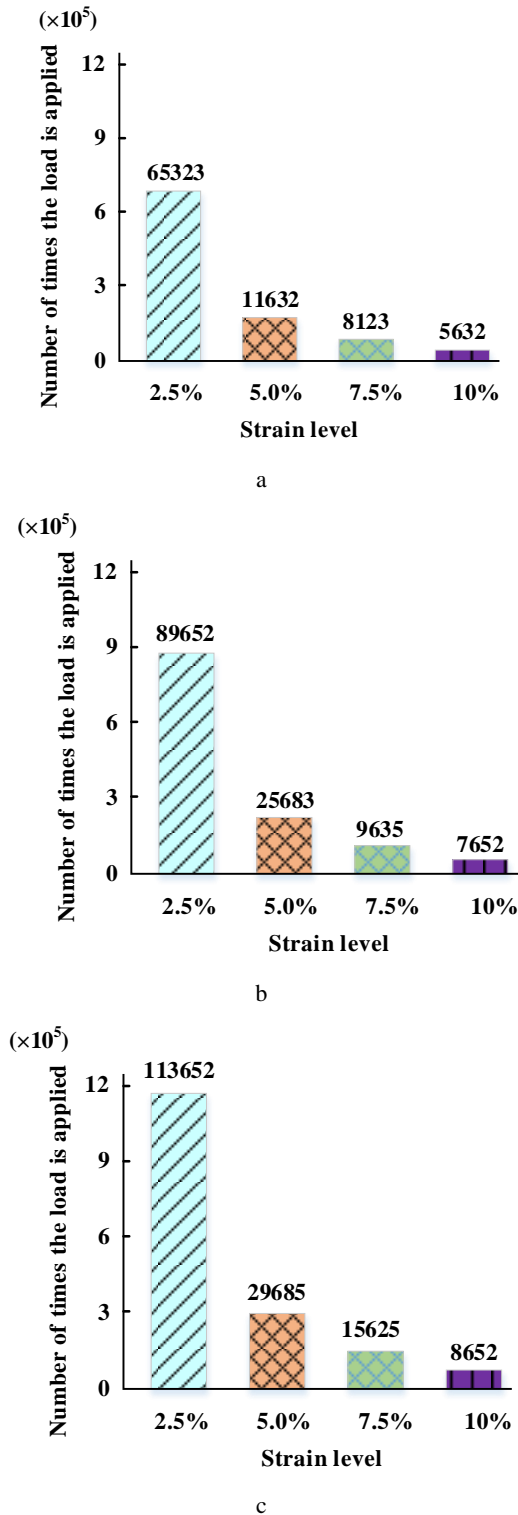 (×10⁵)
Number of times the load is applied
12
9
6
3
0
65323
11632
8123
5632
2.5% 5.0% 7.5% 10%
Strain level
a
(×10⁵)
Number of times the load is applied
12
9
6
3
0
89652
25683
9635
7652
2.5% 5.0% 7.5% 10%
Strain level
b
(×10⁵)
Number of times the load is applied
12
9
6
3
0
113652
29685
15625
8652
2.5% 5.0% 7.5% 10%
Strain level
c